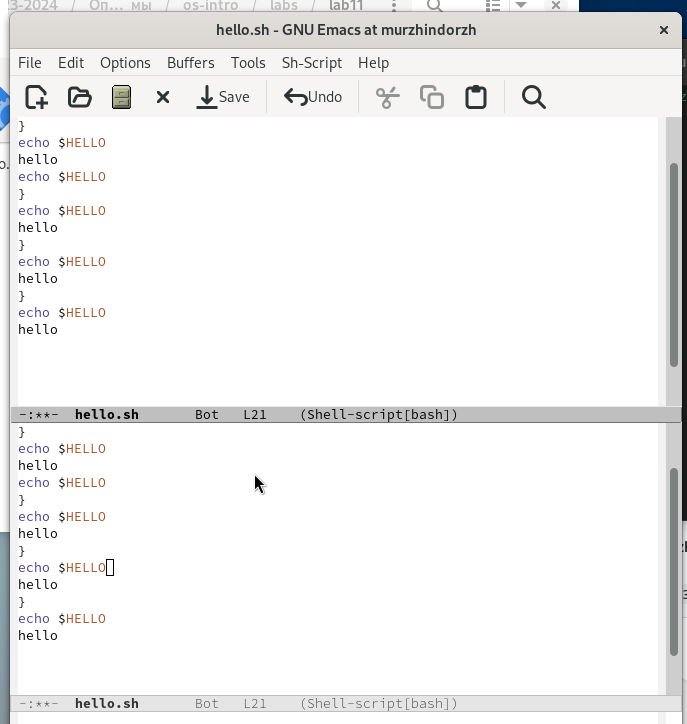 3-2024 / Оп... мы / os-intro / labs / lab11
hello.sh - GNU Emacs at murzhindorzh
File Edit Options Buffers Tools Sh-Script Help
Save Undo
}
echo $HELLO
hello
echo $HELLO
}
echo $HELLO
hello
}
echo $HELLO
hello
}
echo $HELLO
hello
-:**- hello.sh Bot L21 (Shell-script[bash])
}
echo $HELLO
hello
echo $HELLO
}
echo $HELLO
hello
}
echo $HELLO
hello
}
echo $HELLO
hello
-:**- hello.sh Bot L21 (Shell-script[bash])